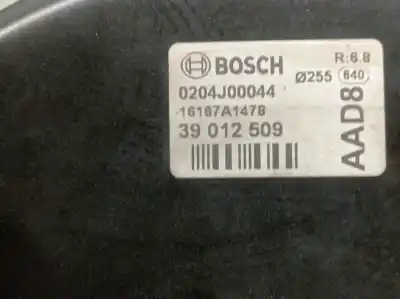 BOSCH
R:6.8
Ø255 640
0204J00044
16167A1478
39 012 509
AAD8